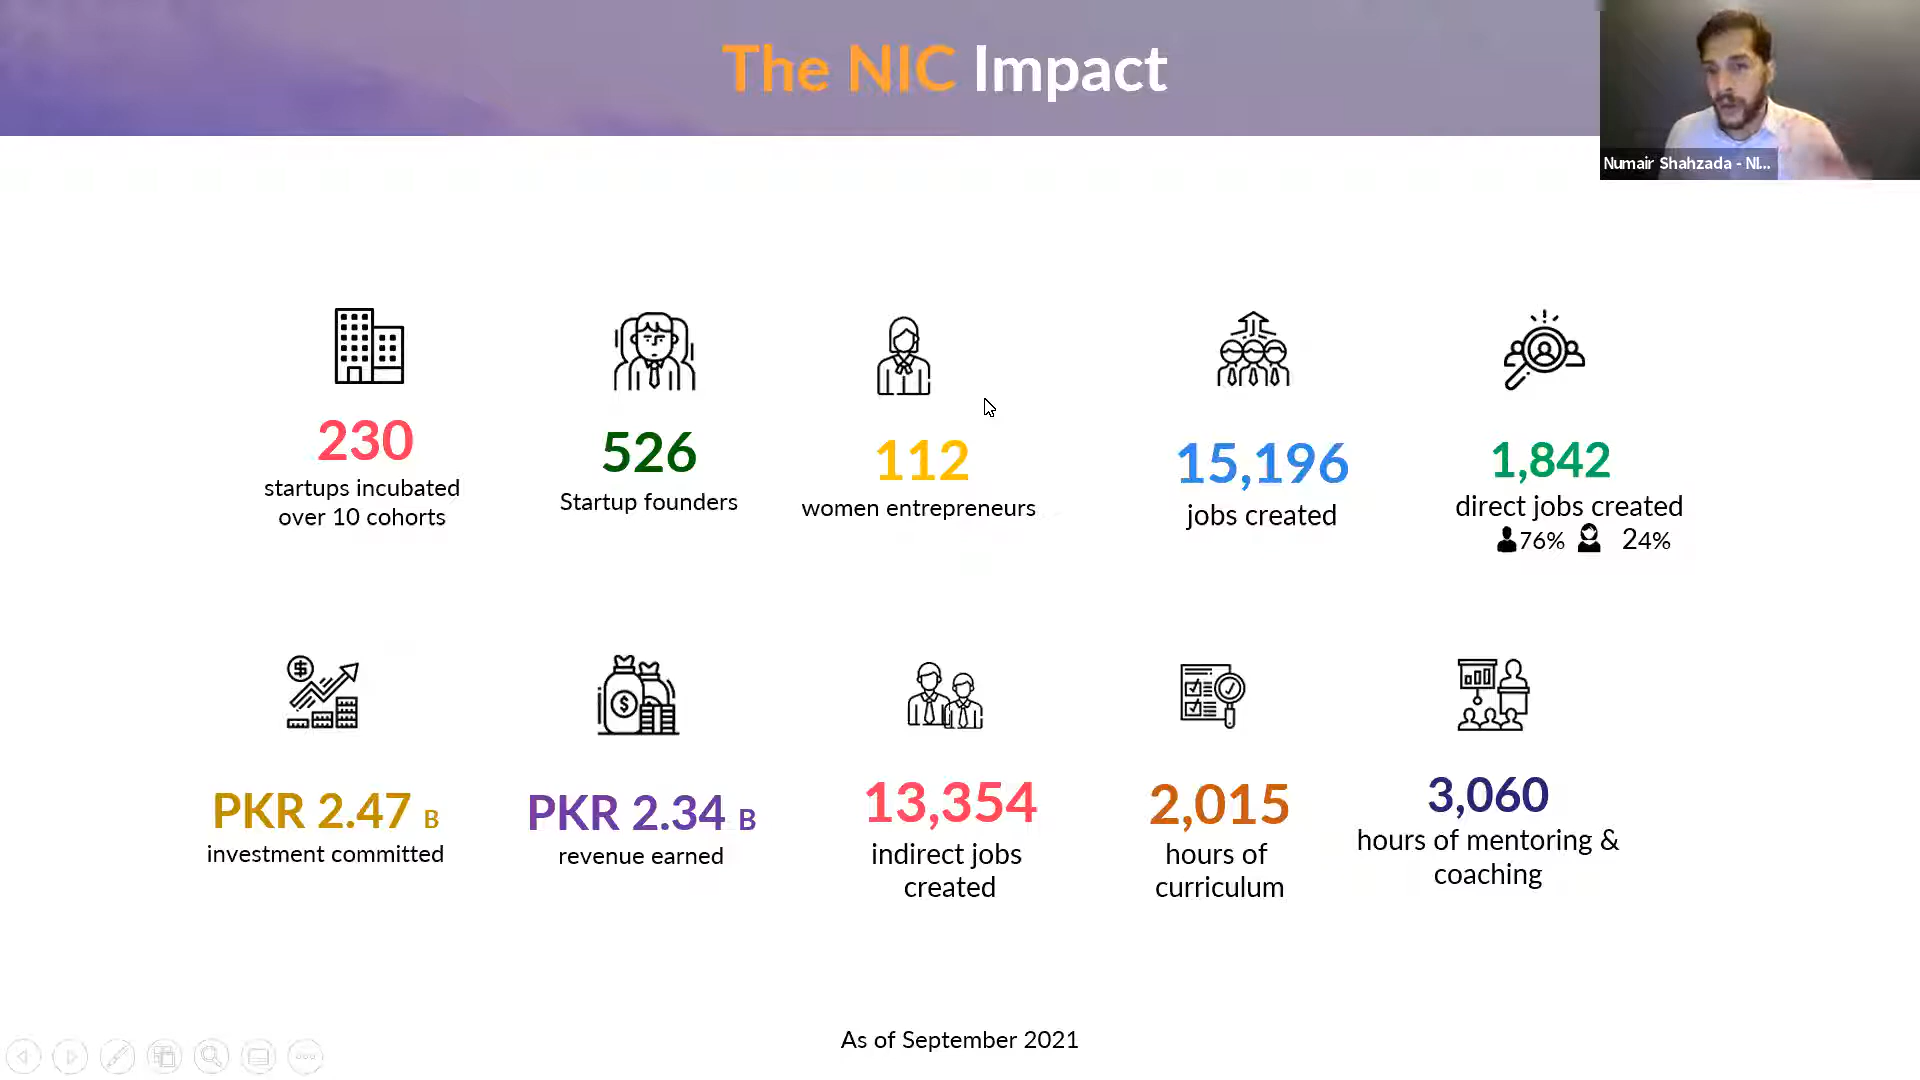 The NIC Impact
Numair Shahzada - NI...
230
startups incubated
over 10 cohorts
526
Startup founders
112
women entrepreneurs
15,196
jobs created
1,842
direct jobs created
76% 24%
PKR 2.47 B
investment committed
PKR 2.34 B
revenue earned
13,354
indirect jobs
created
2,015
hours of
curriculum
3,060
hours of mentoring &
coaching
As of September 2021